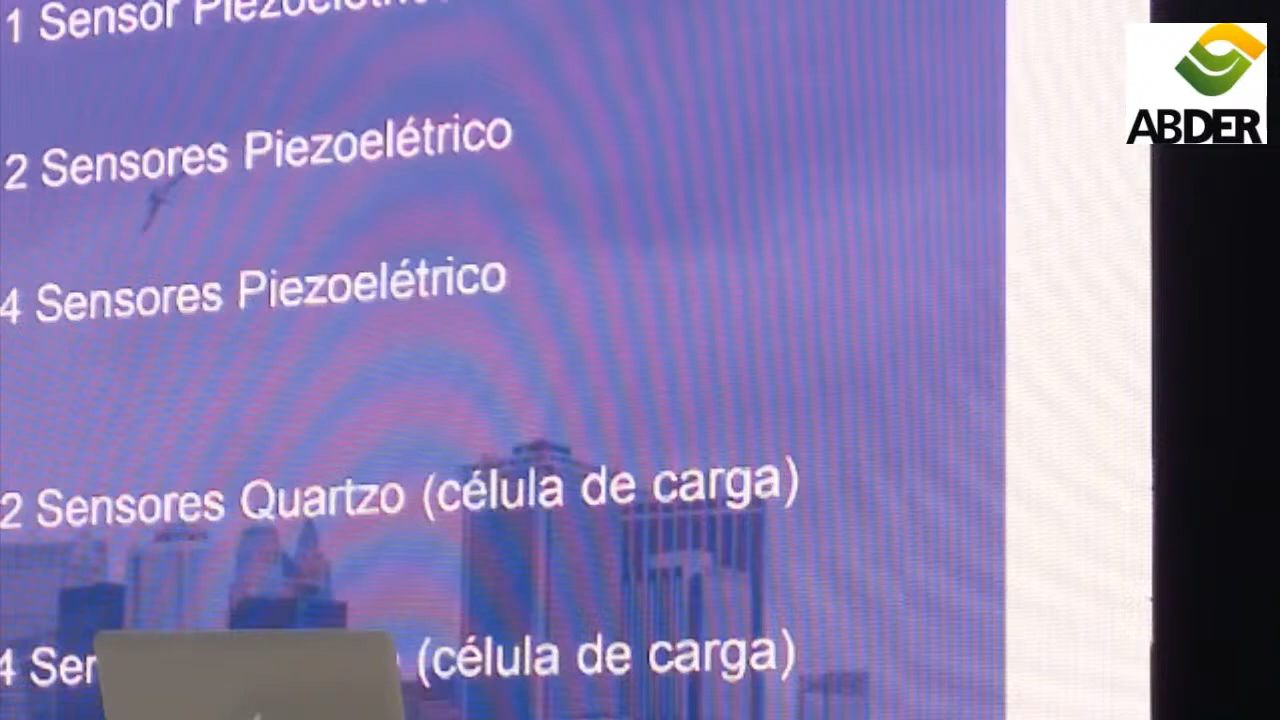 1 Sensor Piezoelétrico
2 Sensores Piezoelétrico
4 Sensores Piezoelétrico
2 Sensores Quartzo (célula de carga)
4 (célula de carga)
ABDER